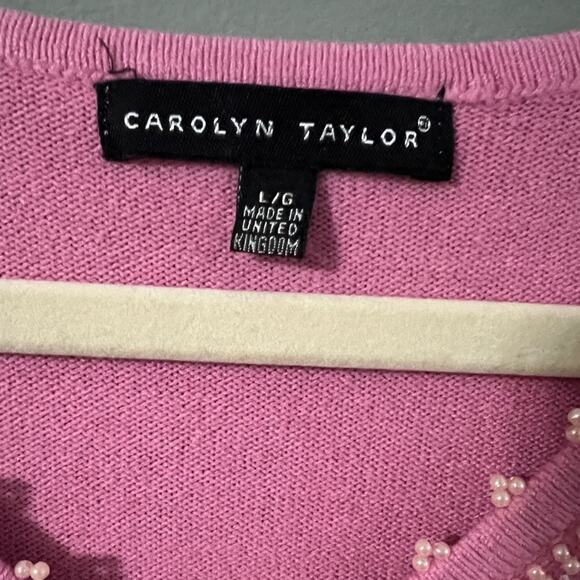 CAROLYN TAYLOR®
L/G
MADE IN
UNITED
KINGDOM